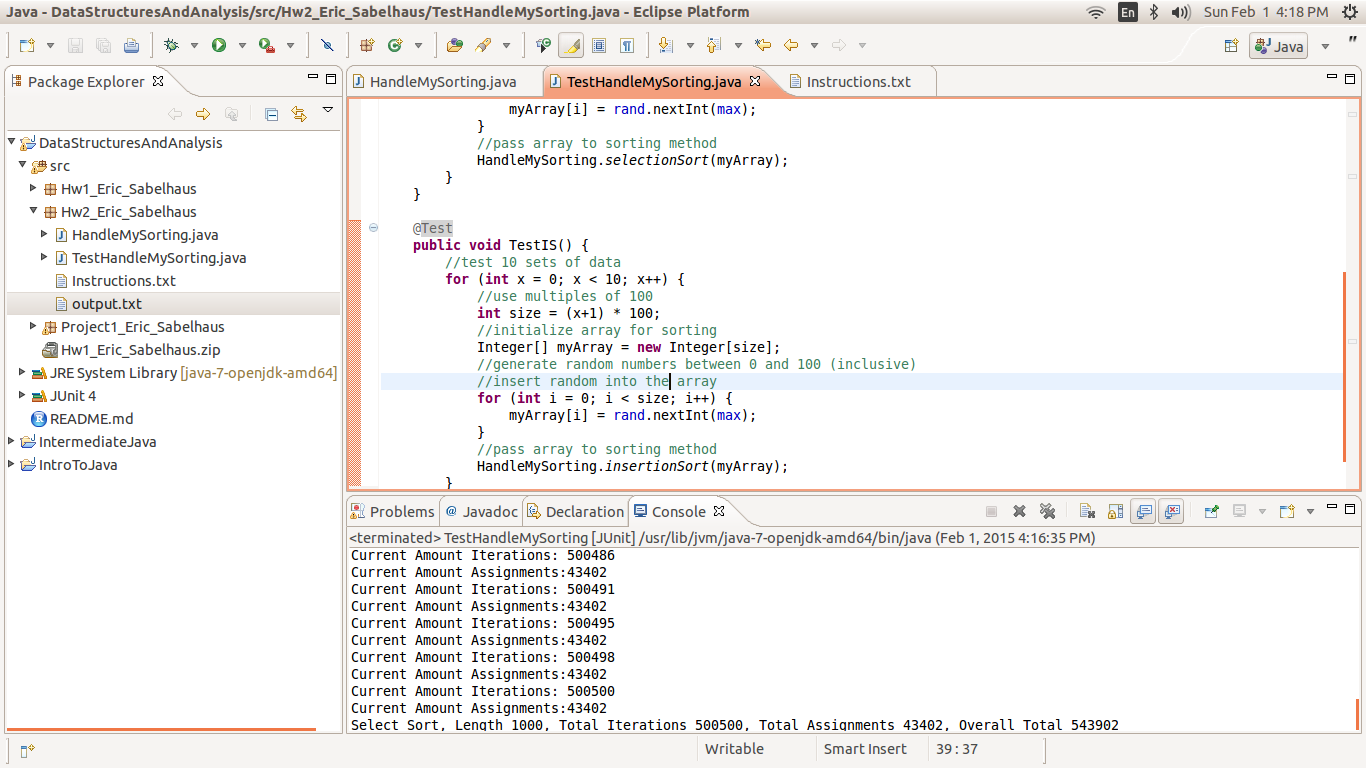 Java - DataStructuresAndAnalysis/src/Hw2_Eric_Sabelhaus/TestHandleMySorting.java - Eclipse Platform
En
Sun Feb 1 4:18 PM
Java
"
Package Explorer
DataStructuresAndAnalysis
src
Hw1_Eric_Sabelhaus
Hw2_Eric_Sabelhaus
HandleMySorting.java
TestHandleMySorting.java
Instructions.txt
output.txt
Project1_Eric_Sabelhaus
Hw1_Eric_Sabelhaus.zip
JRE System Library [java-7-openjdk-amd64]
JUnit 4
README.md
IntermediateJava
IntroToJava
HandleMySorting.java
TestHandleMySorting.java
Instructions.txt
myArray[i] = rand.nextInt(max);
}
//pass array to sorting method
HandleMySorting.selectionSort(myArray);
}
}
@Test
public void TestIS() {
//test 10 sets of data
for (int x = 0; x < 10; x++) {
//use multiples of 100
int size = (x+1) * 100;
//initialize array for sorting
Integer[] myArray = new Integer[size];
//generate random numbers between 0 and 100 (inclusive)
//insert random into the array
for (int i = 0; i < size; i++) {
myArray[i] = rand.nextInt(max);
}
//pass array to sorting method
HandleMySorting.insertionSort(myArray);
}
Problems
@ Javadoc
Declaration
Console
<terminated> TestHandleMySorting [JUnit] /usr/lib/jvm/java-7-openjdk-amd64/bin/java (Feb 1, 2015 4:16:35 PM)
Current Amount Iterations: 500486
Current Amount Assignments:43402
Current Amount Iterations: 500491
Current Amount Assignments:43402
Current Amount Iterations: 500495
Current Amount Assignments:43402
Current Amount Iterations: 500498
Current Amount Assignments:43402
Current Amount Iterations: 500500
Current Amount Assignments:43402
Select Sort, Length 1000, Total Iterations 500500, Total Assignments 43402, Overall Total 543902
Writable
Smart Insert
39 : 37